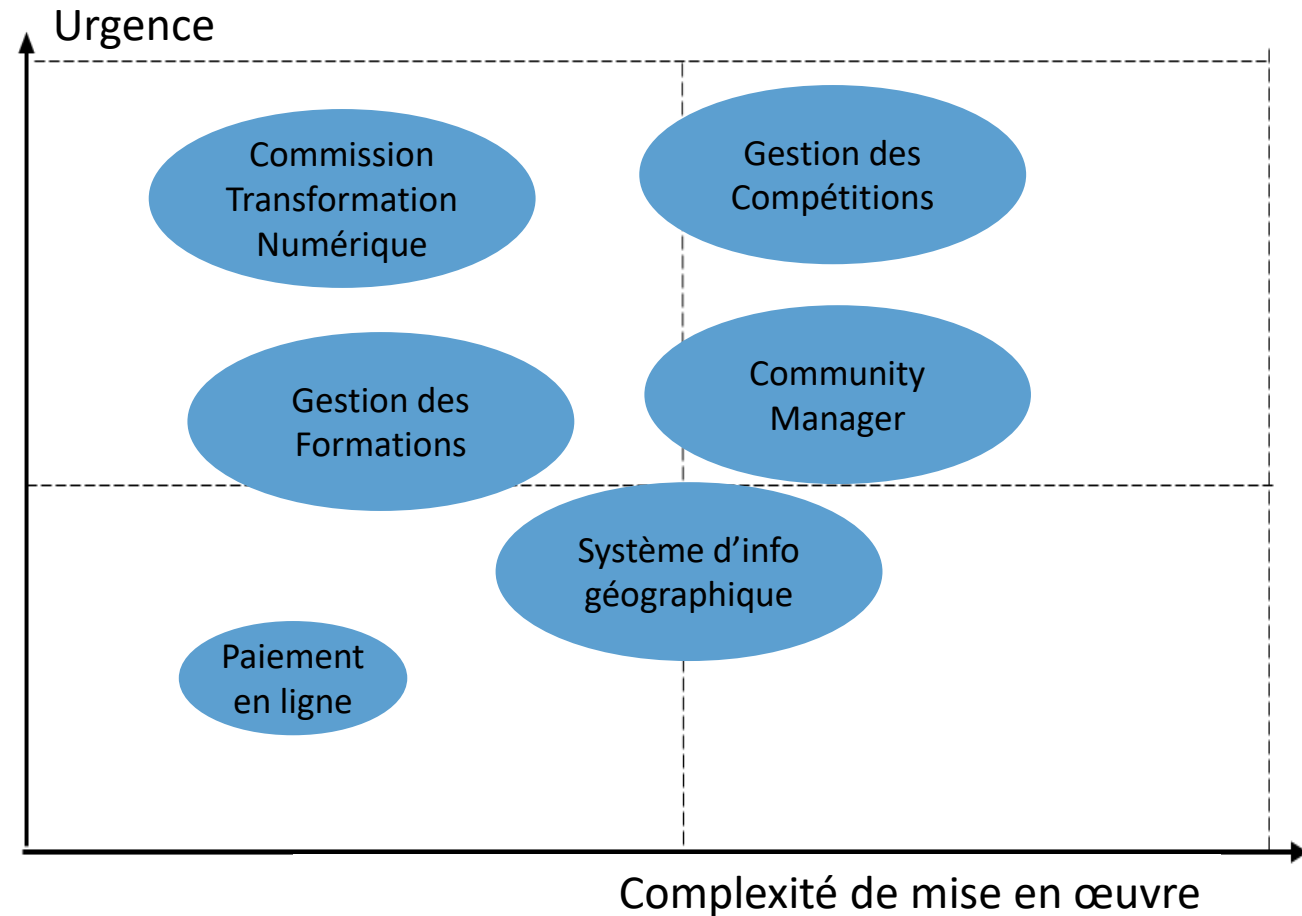 Urgence
Commission
Transformation
Numérique
Gestion des
Compétitions
Gestion des
Formations
Community
Manager
Système d’info
géographique
Paiement
en ligne
Complexité de mise en œuvre